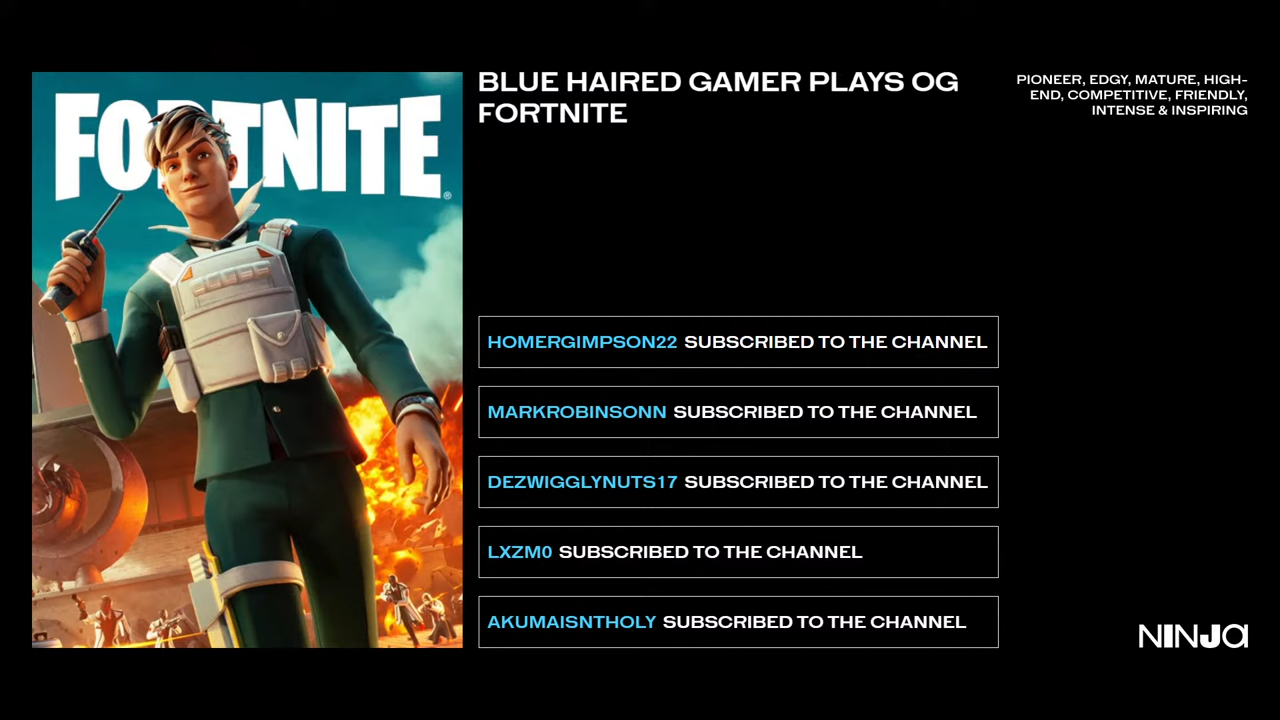 FORTNITE
®
BLUE HAIRED GAMER PLAYS OG
FORTNITE
PIONEER, EDGY, MATURE, HIGH-
END, COMPETITIVE, FRIENDLY,
INTENSE & INSPIRING
HOMERGIMPSON22 SUBSCRIBED TO THE CHANNEL
MARKROBINSONN SUBSCRIBED TO THE CHANNEL
DEZWIGGLYNUTS17 SUBSCRIBED TO THE CHANNEL
LXZM0 SUBSCRIBED TO THE CHANNEL
AKUMAISNTHOLY SUBSCRIBED TO THE CHANNEL
NINJA